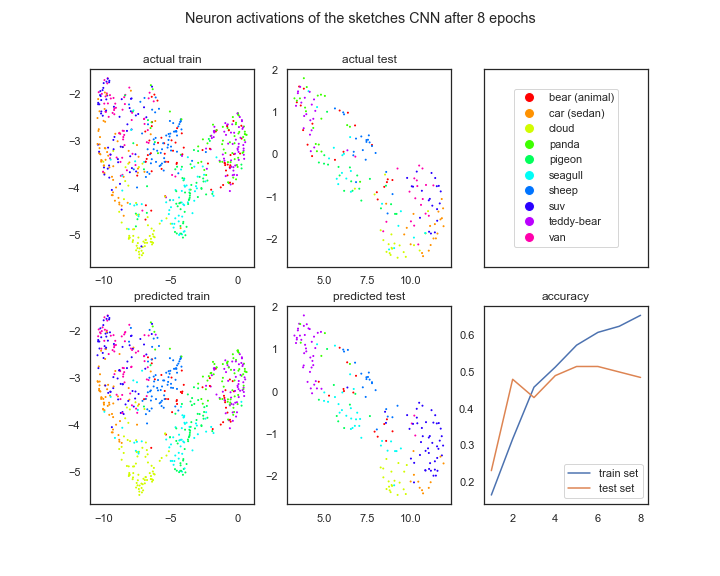 Neuron activations of the sketches CNN after 8 epochs
actual train
−2
−3
−4
−5
−10
−5
0
actual test
2
1
0
−1
−2
5.0
7.5
10.0
bear (animal)
car (sedan)
cloud
panda
pigeon
seagull
sheep
suv
teddy-bear
van
predicted train
−2
−3
−4
−5
−10
−5
0
predicted test
2
1
0
−1
−2
5.0
7.5
10.0
accuracy
0.6
0.5
0.4
0.3
0.2
train set
test set
2
4
6
8